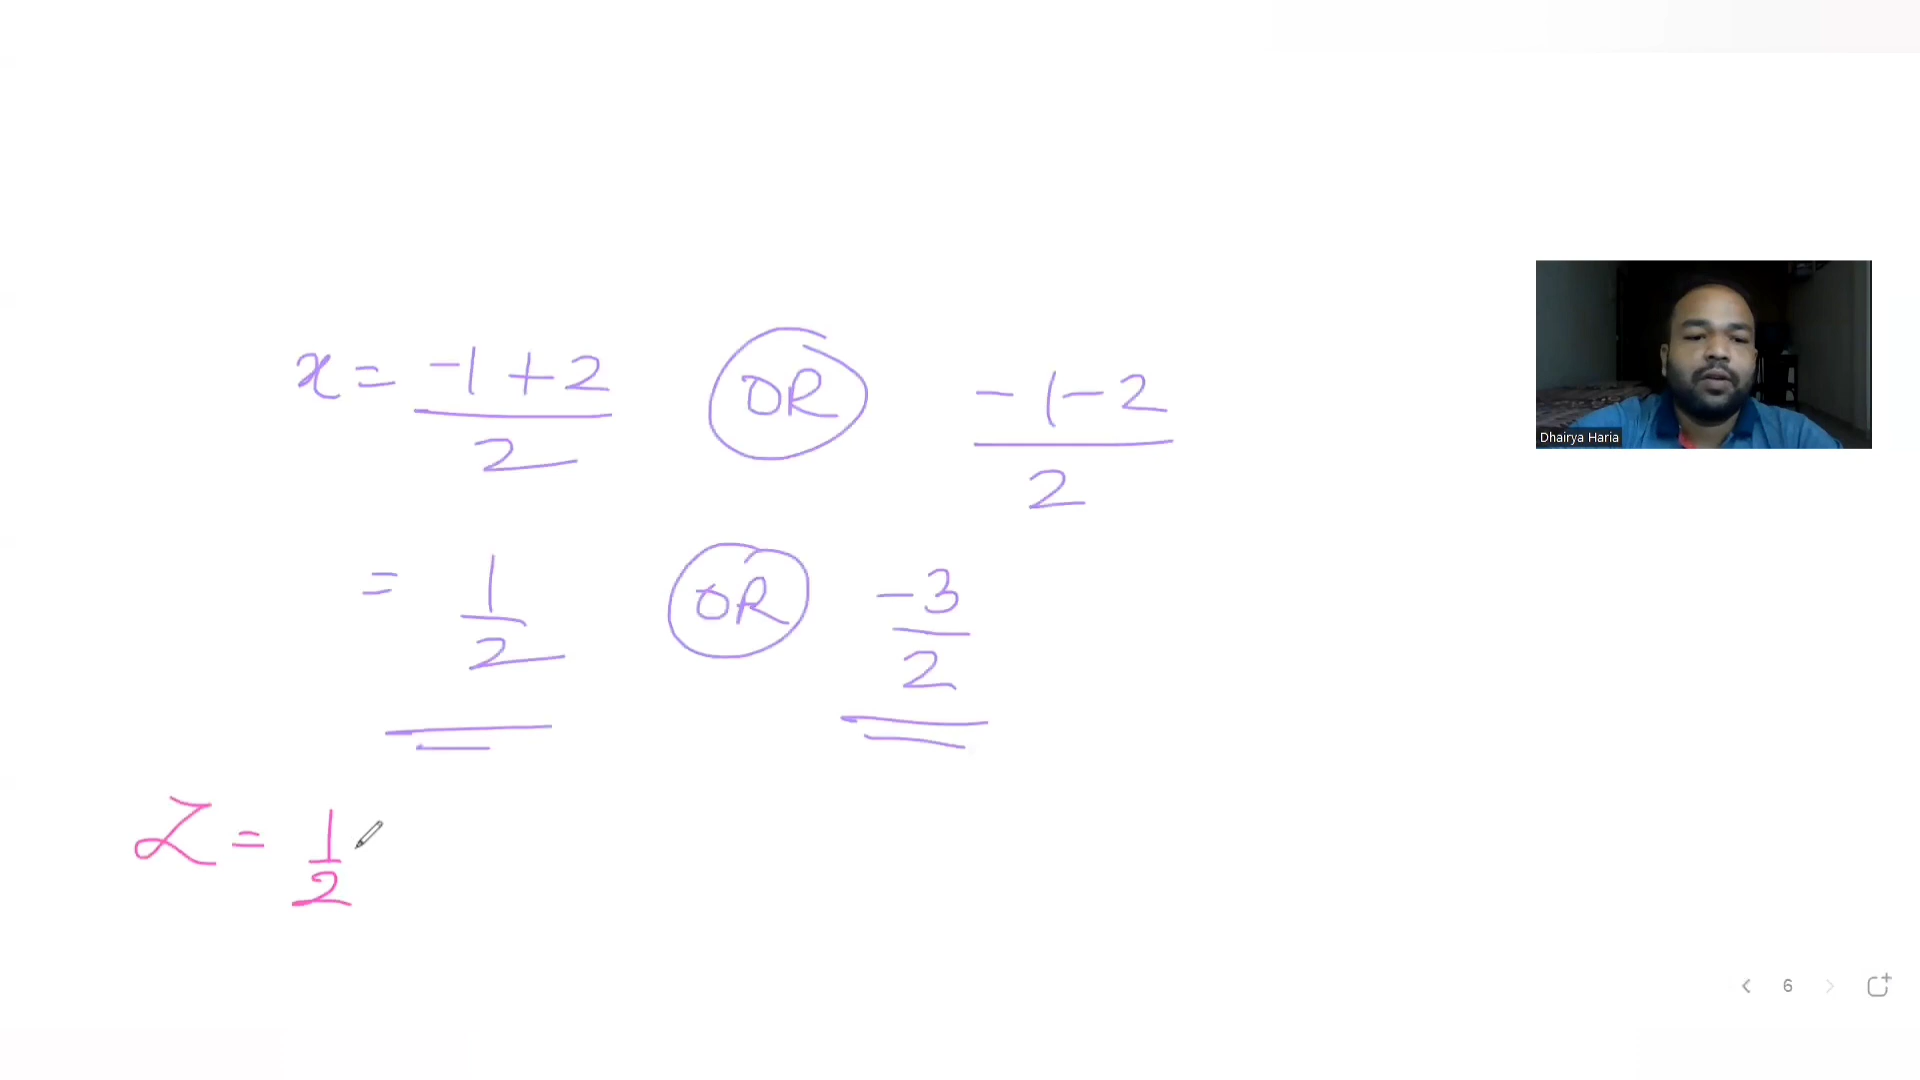 x = (-1 + 2)/2 OR (-1 - 2)/2
= 1/2 OR -3/2
Z = 1/2
Dhairya Haria
6